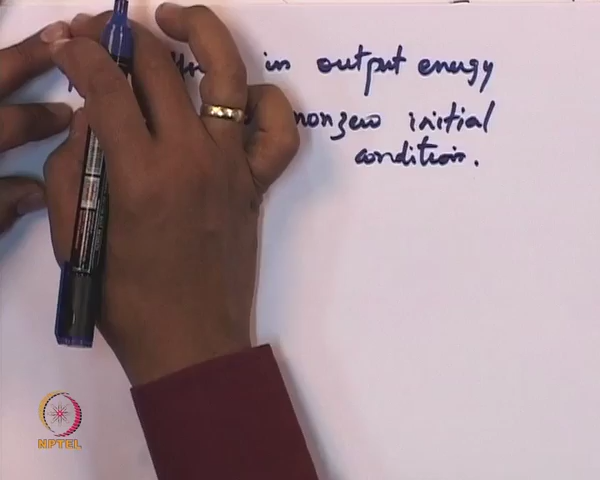 in output energy
nonzero initial
condition.
NPTEL